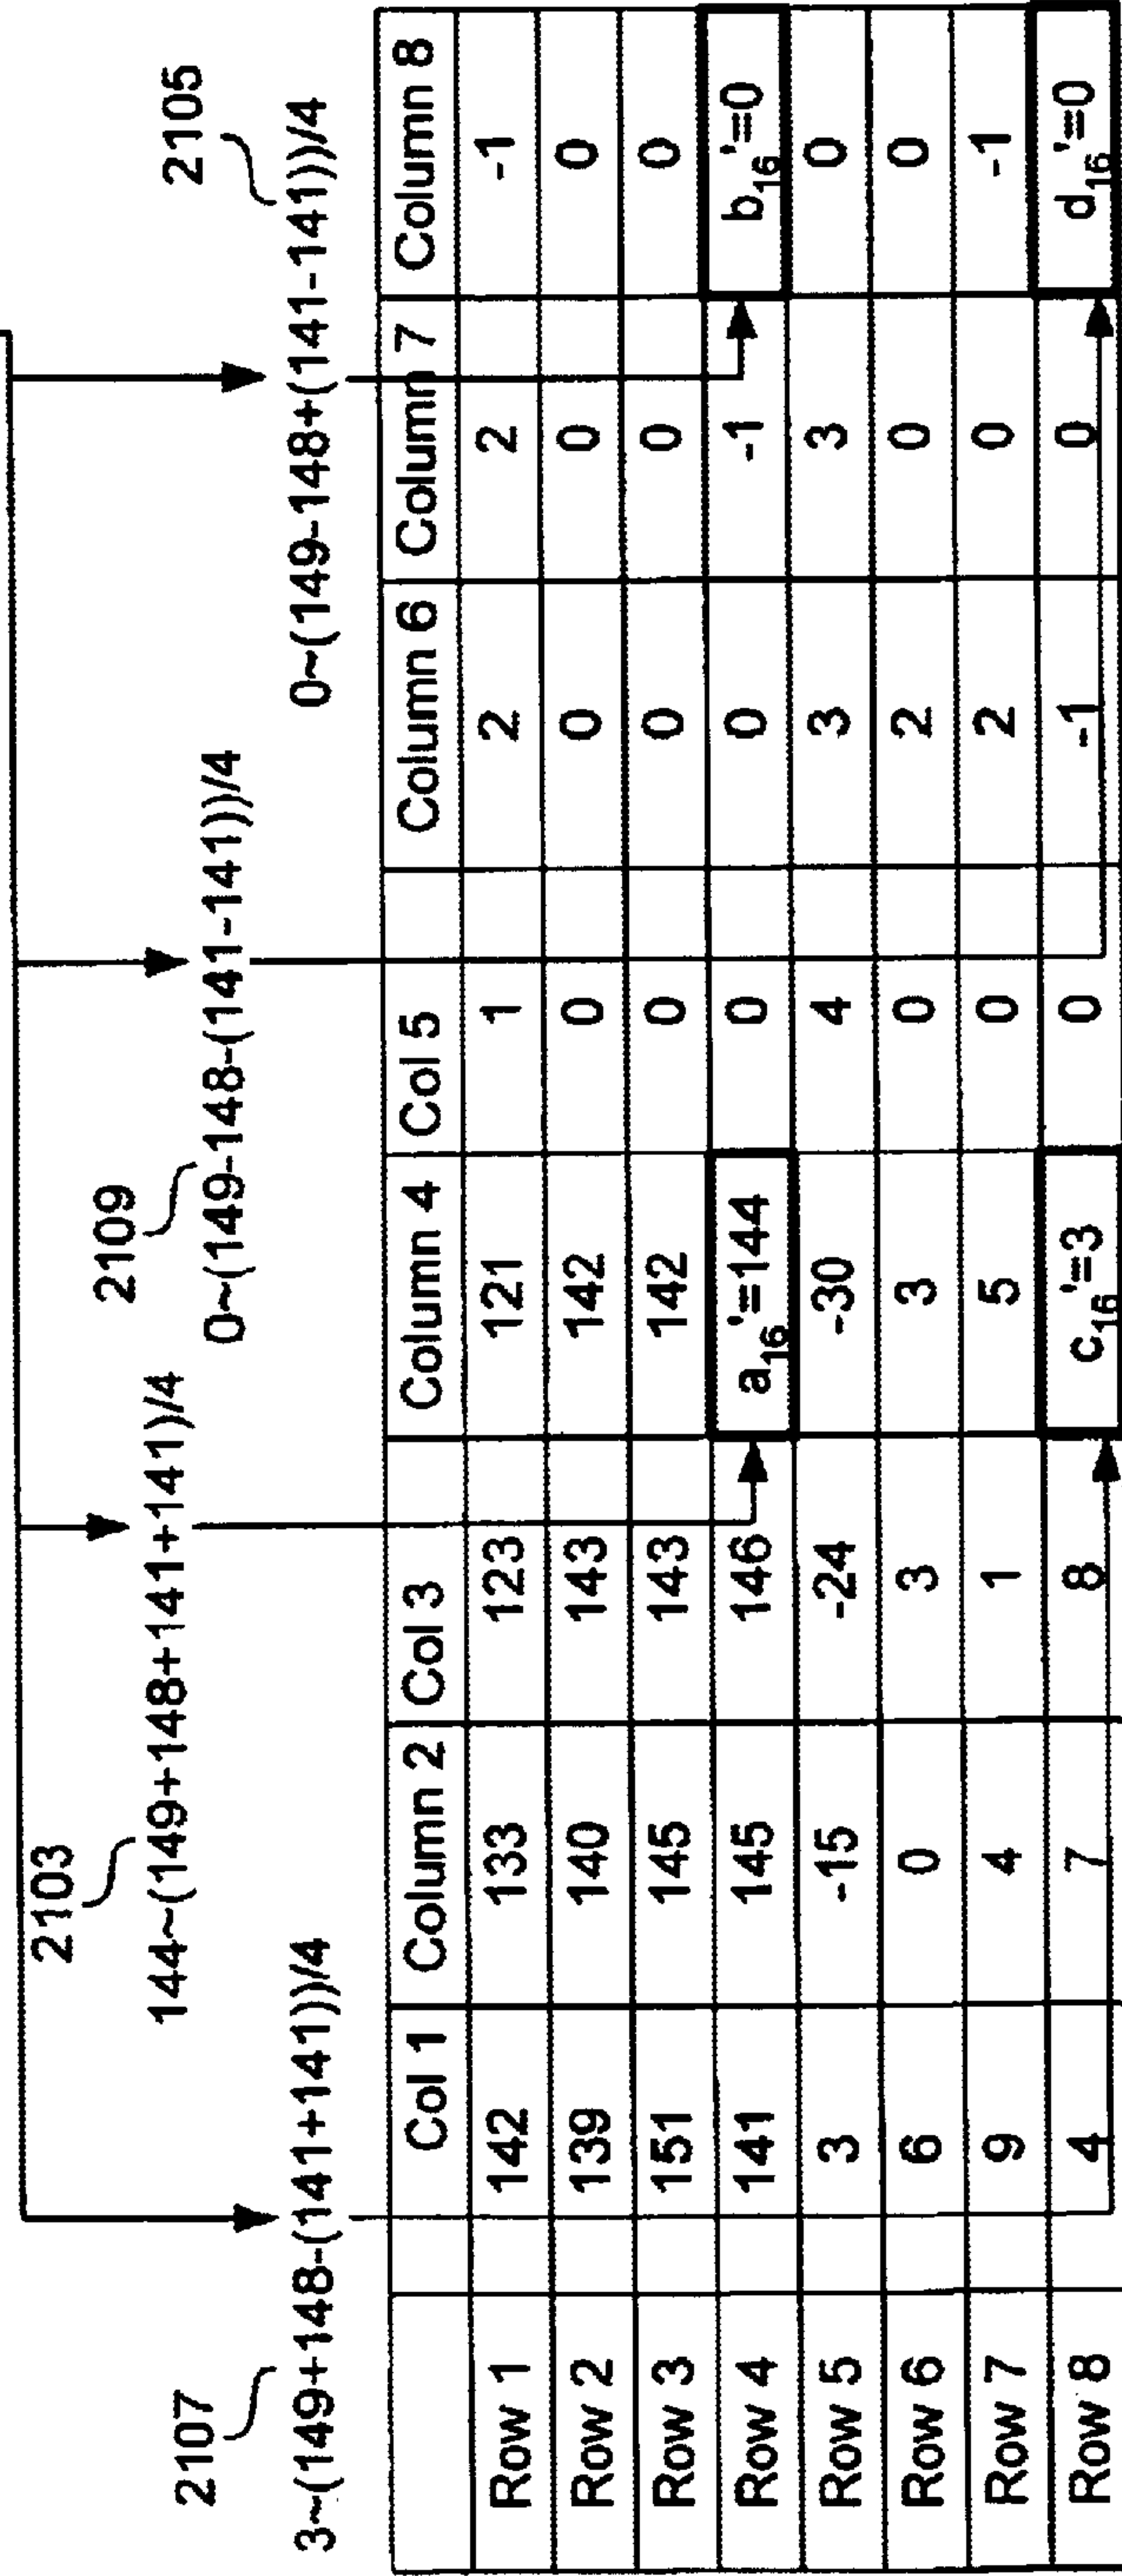 2105
2109
2103
2107
0~(149-148+(141-141))/4
0~(149-148-(141-141))/4
144~(149+148+141+141)/4
3~(149+148-(141+141))/4
Col 1 Column 2 Col 3 Column 4 Col 5 Column 6 Column 7 Column 8
Row 1 142 133 123 121 1 2 2 -1
Row 2 139 140 143 142 0 0 0 0
Row 3 151 145 143 142 0 0 0 0
Row 4 141 145 146 a16'=144 0 0 -1 b16'=0
Row 5 3 -15 -24 -30 4 3 3 0
Row 6 6 0 3 3 0 2 0 0
Row 7 9 4 1 5 0 2 0 -1
Row 8 4 7 8 c16'=3 0 -1 0 d16'=0